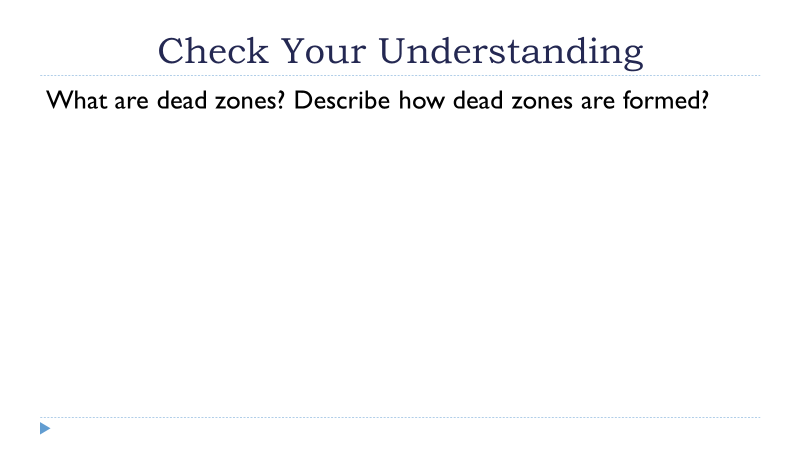 Check Your Understanding
What are dead zones? Describe how dead zones are formed?